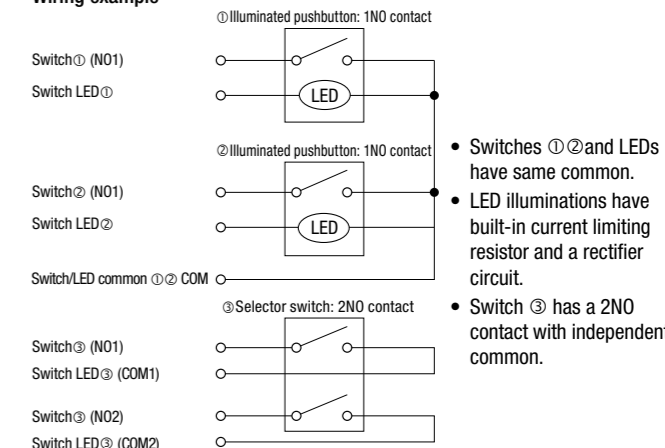 Wiring example
①Illuminated pushbutton: 1NO contact
Switch① (NO1)
Switch LED①
LED
②Illuminated pushbutton: 1NO contact
Switch② (NO1)
Switch LED②
LED
Switch/LED common ①② COM
③Selector switch: 2NO contact
Switch③ (NO1)
Switch LED③ (COM1)
Switch③ (NO2)
Switch LED③ (COM2)
• Switches ①②and LEDs
have same common.
• LED illuminations have
built-in current limiting
resistor and a rectifier
circuit.
• Switch ③ has a 2NO
contact with independent
common.